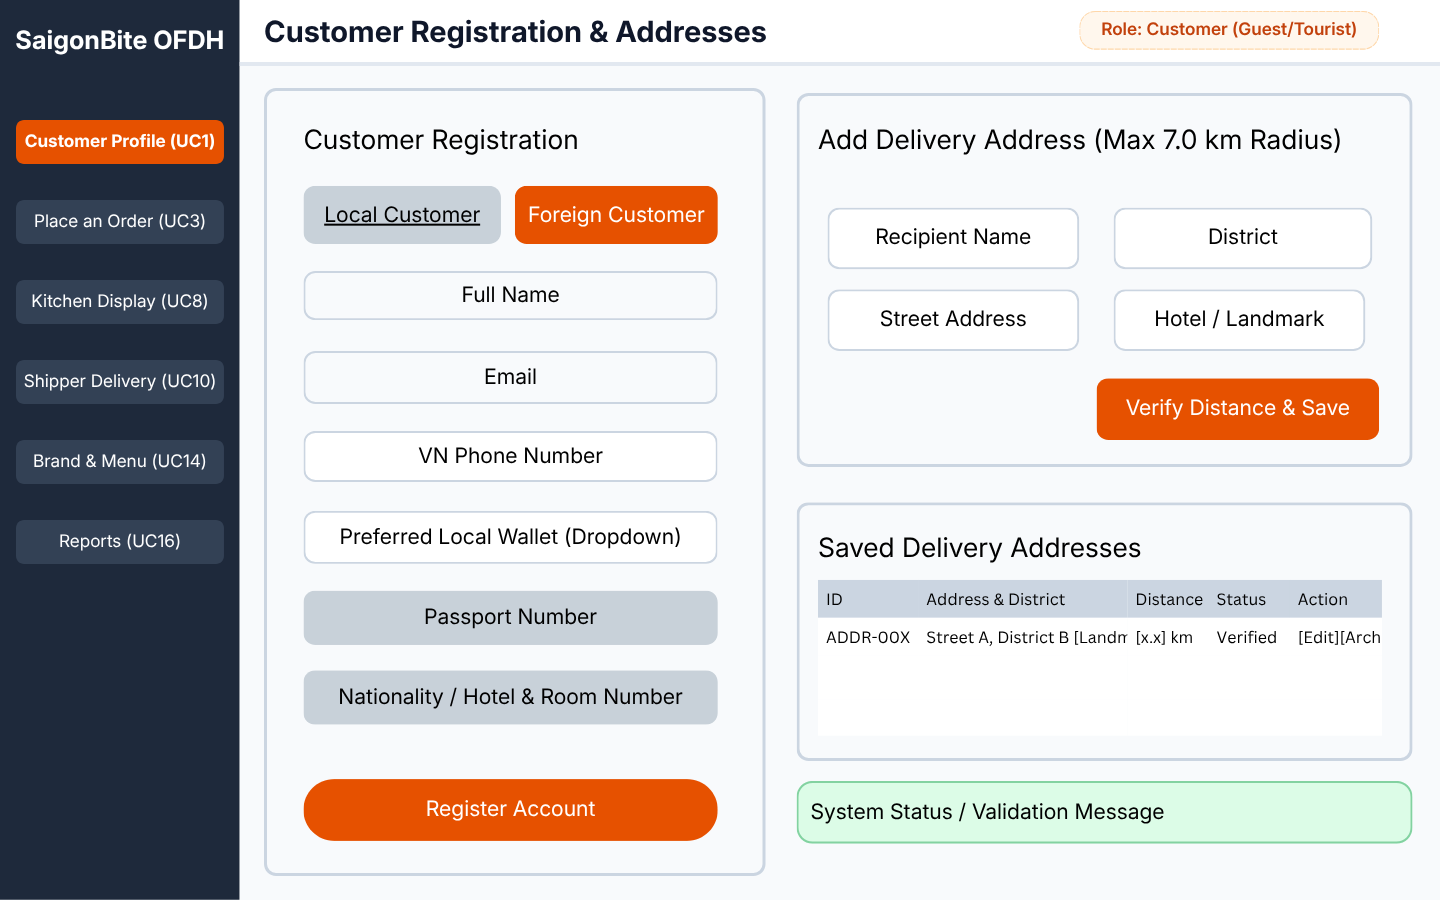 SaigonBite OFDH
Customer Profile (UC1)
Place an Order (UC3)
Kitchen Display (UC8)
Shipper Delivery (UC10)
Brand & Menu (UC14)
Reports (UC16)
Customer Registration & Addresses
Role: Customer (Guest/Tourist)
Customer Registration
Local Customer
Foreign Customer
Full Name
Email
VN Phone Number
Preferred Local Wallet (Dropdown)
Passport Number
Nationality / Hotel & Room Number
Register Account
Add Delivery Address (Max 7.0 km Radius)
Recipient Name
District
Street Address
Hotel / Landmark
Verify Distance & Save
Saved Delivery Addresses
ID Address & District Distance Status Action
ADDR-00X Street A, District B [Landm [x.x] km Verified [Edit][Arch
System Status / Validation Message